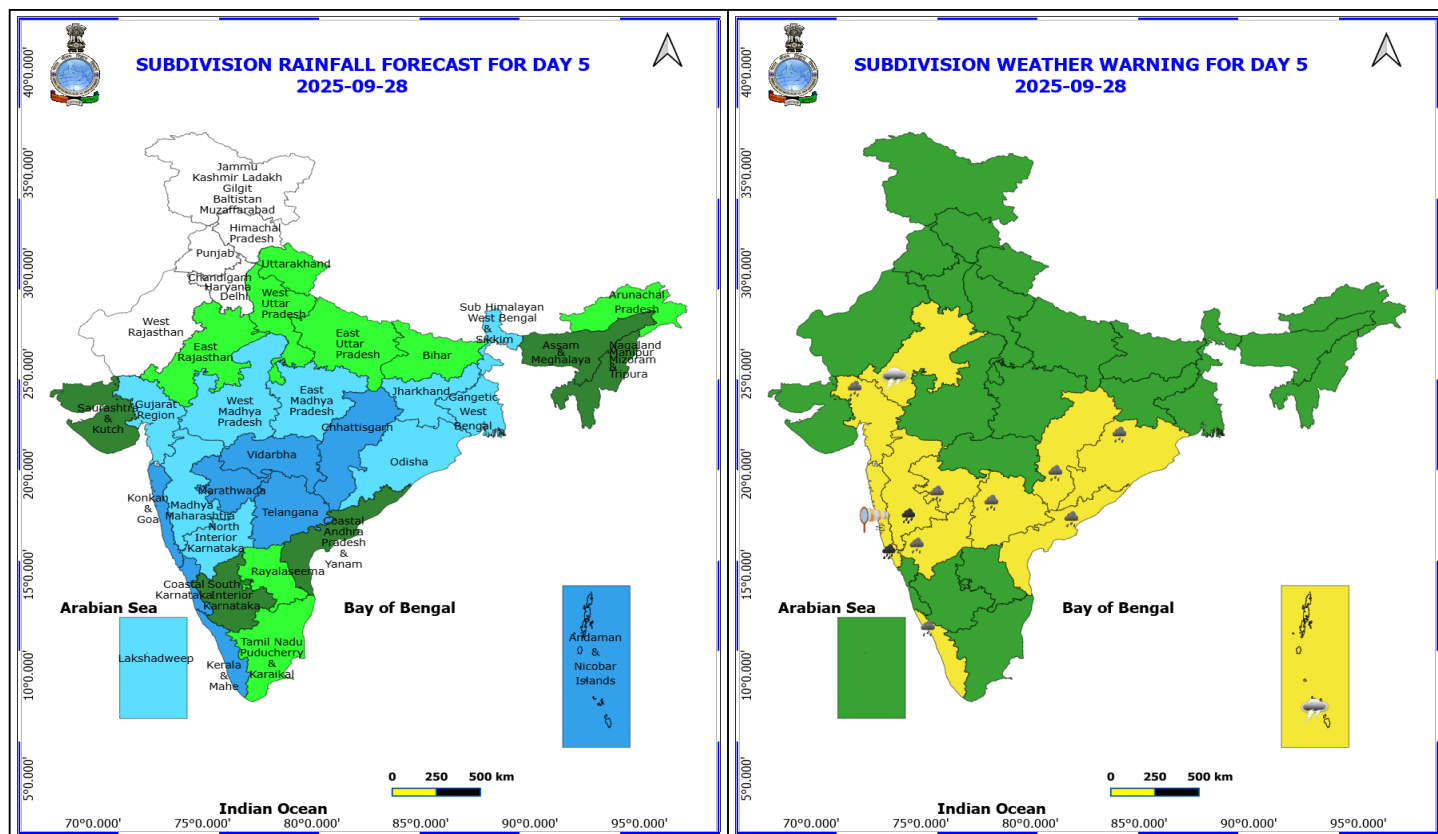 SUBDIVISION RAINFALL FORECAST FOR DAY 5
2025-09-28
40°0.000'
35°0.000'
30°0.000'
25°0.000'
20°0.000'
15°0.000'
10°0.000'
5°0.000'
Jammu
Kashmir Ladakh
Gilgit
Baltistan
Muzaffarabad
Himachal
Pradesh
Punjab
Chandigarh
Haryana
Delhi
Uttarakhand
West
Uttar
Pradesh
West
Rajasthan
East
Rajasthan
East
Uttar
Pradesh
Bihar
Sub Himalayan
West Bengal
&
Sikkim
Arunachal
Pradesh
Assam
&
Meghalaya
Nagaland
Manipur
Mizoram
&
Tripura
Saurashtra
&
Kutch
Gujarat
Region
West
Madhya
Pradesh
East
Madhya
Pradesh
Jharkhand
Gangetic
West
Bengal
Chhattisgarh
Odisha
Vidarbha
Marathwada
Konkan
&
Goa
Madhya
Maharashtra
Telangana
North
Interior
Karnataka
Coastal
Andhra
Pradesh
&
Yanam
Rayalaseema
Coastal
Karnataka
South
Interior
Karnataka
Tamil Nadu
Puducherry
&
Karaikal
Kerala
&
Mahe
Lakshadweep
Andaman
&
Nicobar
Islands
Arabian Sea
Bay of Bengal
0 250 500 km
Indian Ocean
70°0.000' 75°0.000' 80°0.000' 85°0.000' 90°0.000' 95°0.000'
SUBDIVISION WEATHER WARNING FOR DAY 5
2025-09-28
40°0.000'
35°0.000'
30°0.000'
25°0.000'
20°0.000'
15°0.000'
10°0.000'
5°0.000'
Arabian Sea
Bay of Bengal
0 250 500 km
Indian Ocean
70°0.000' 75°0.000' 80°0.000' 85°0.000' 90°0.000' 95°0.000'